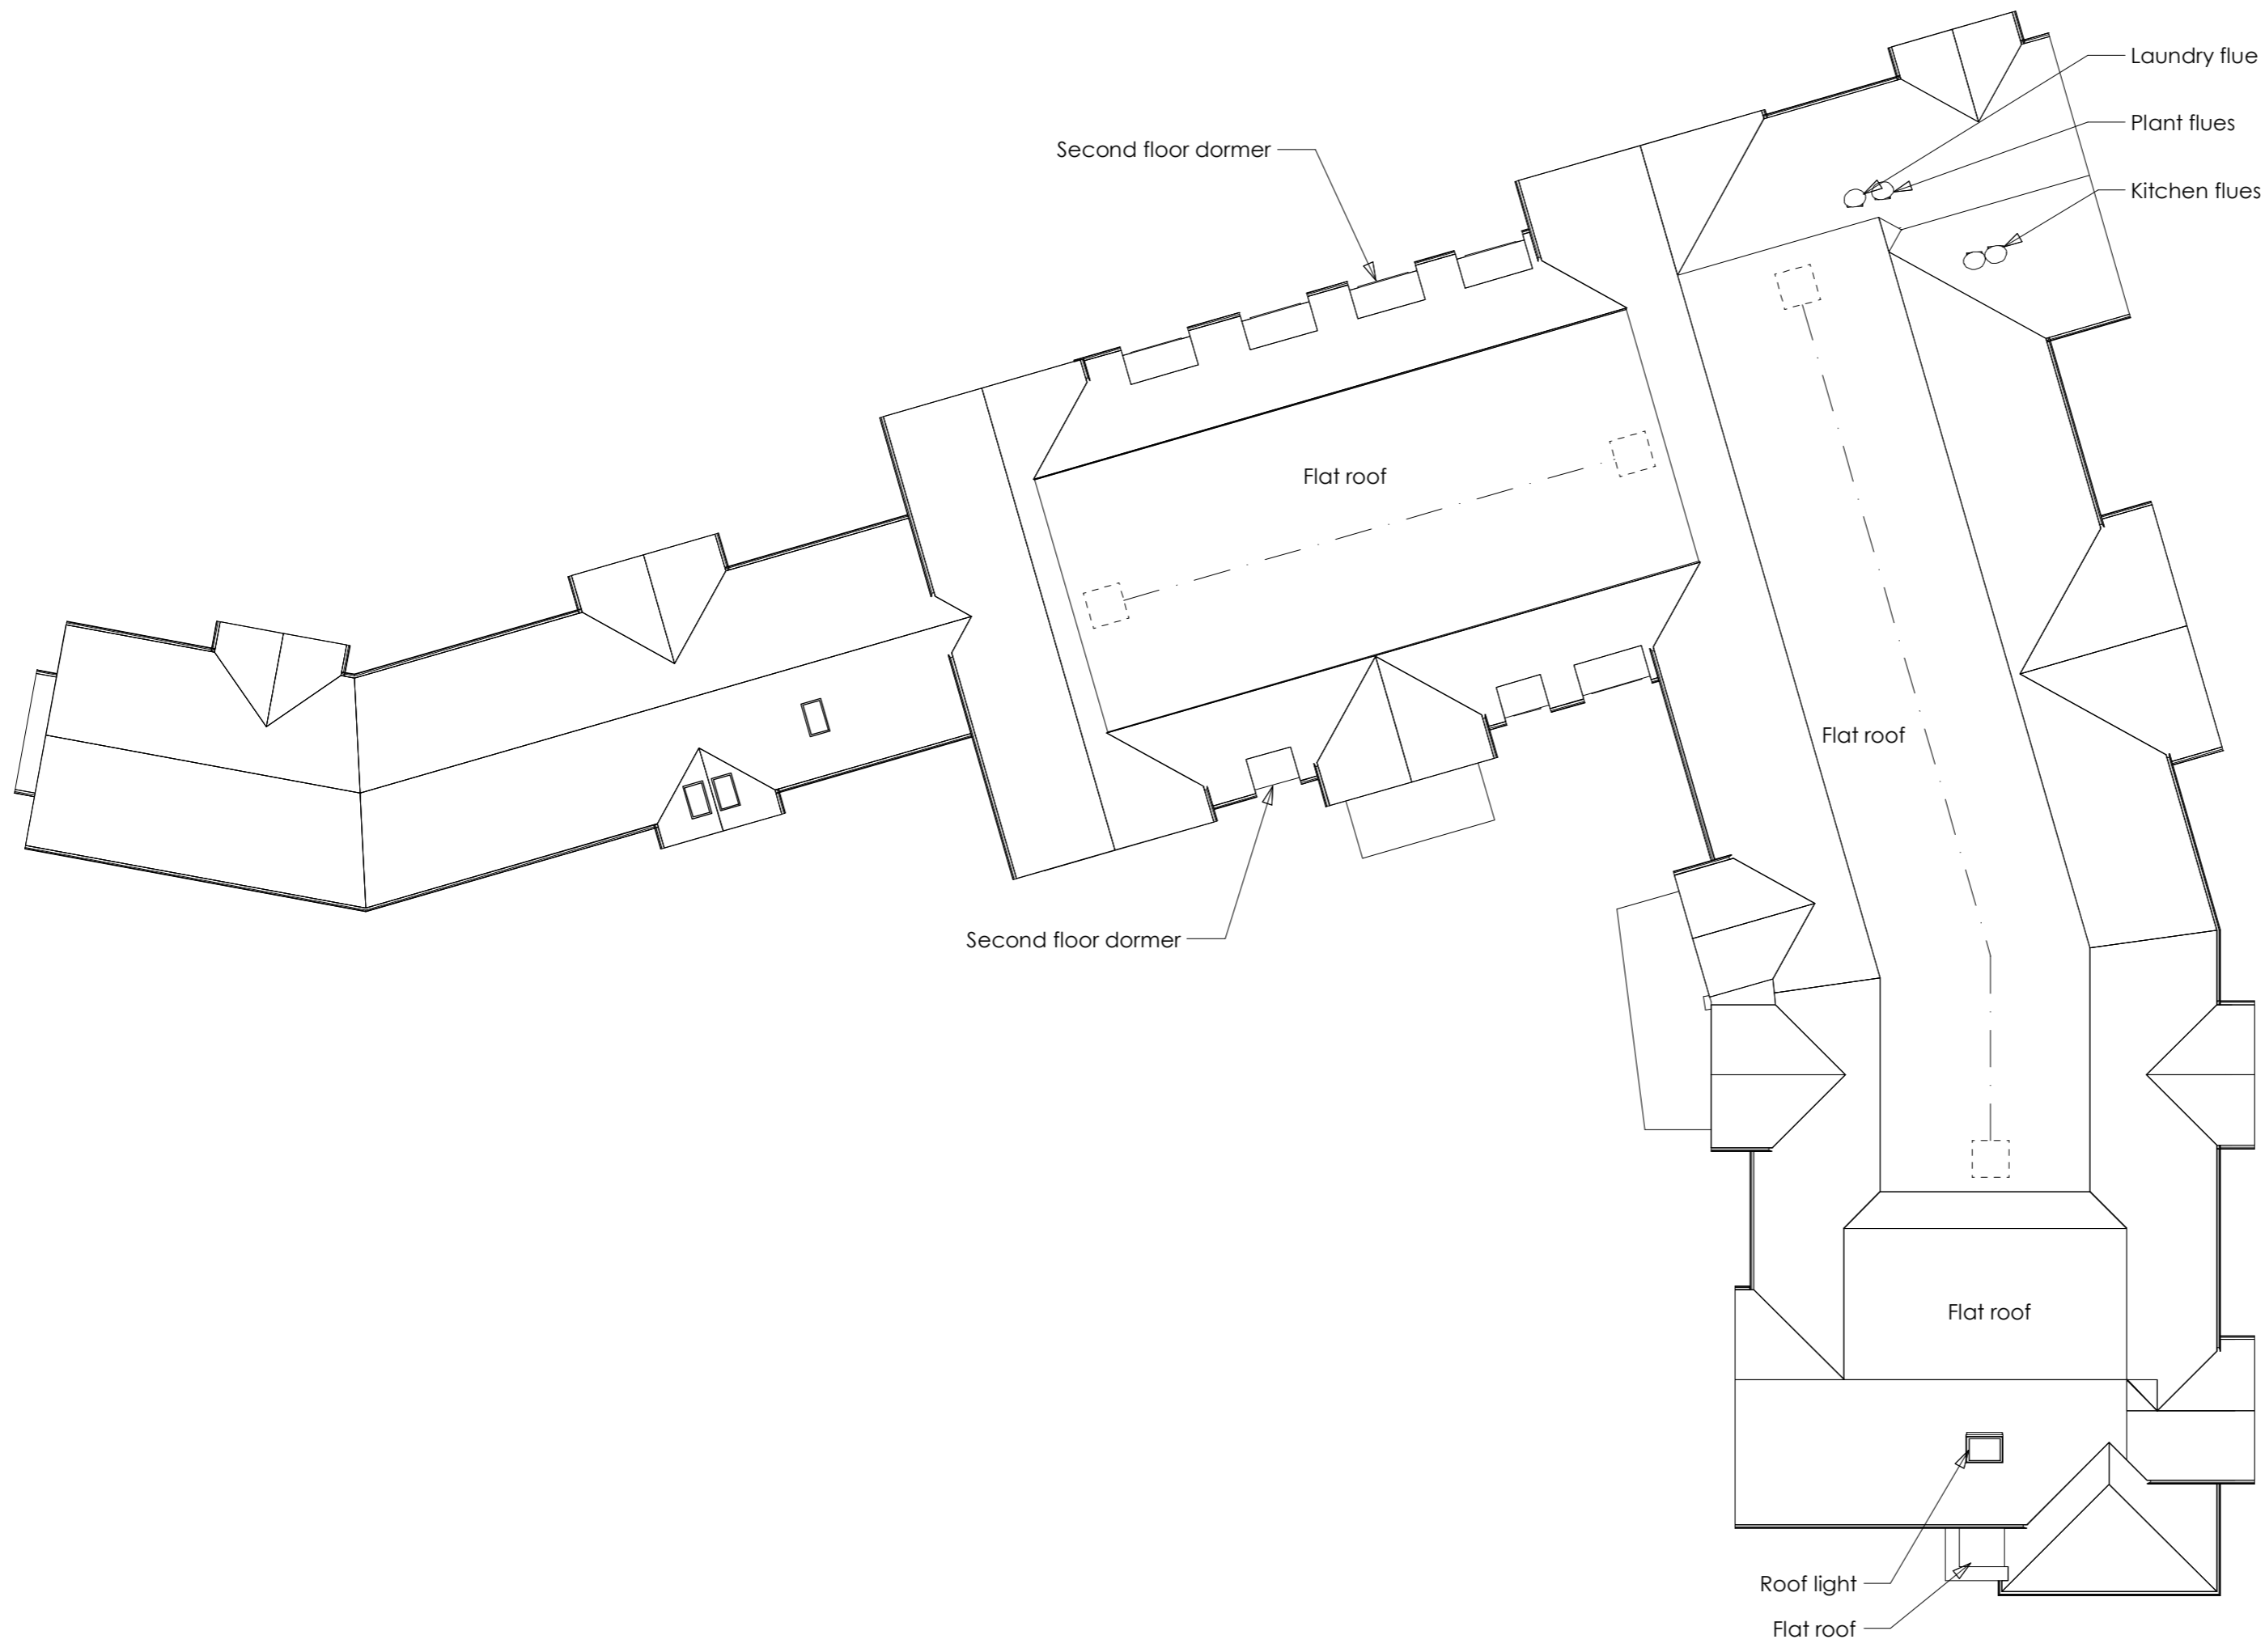 Laundry flue
Plant flues
Second floor dormer
Kitchen flues
Flat roof
Flat roof
Second floor dormer
Flat roof
Roof light
Flat roof